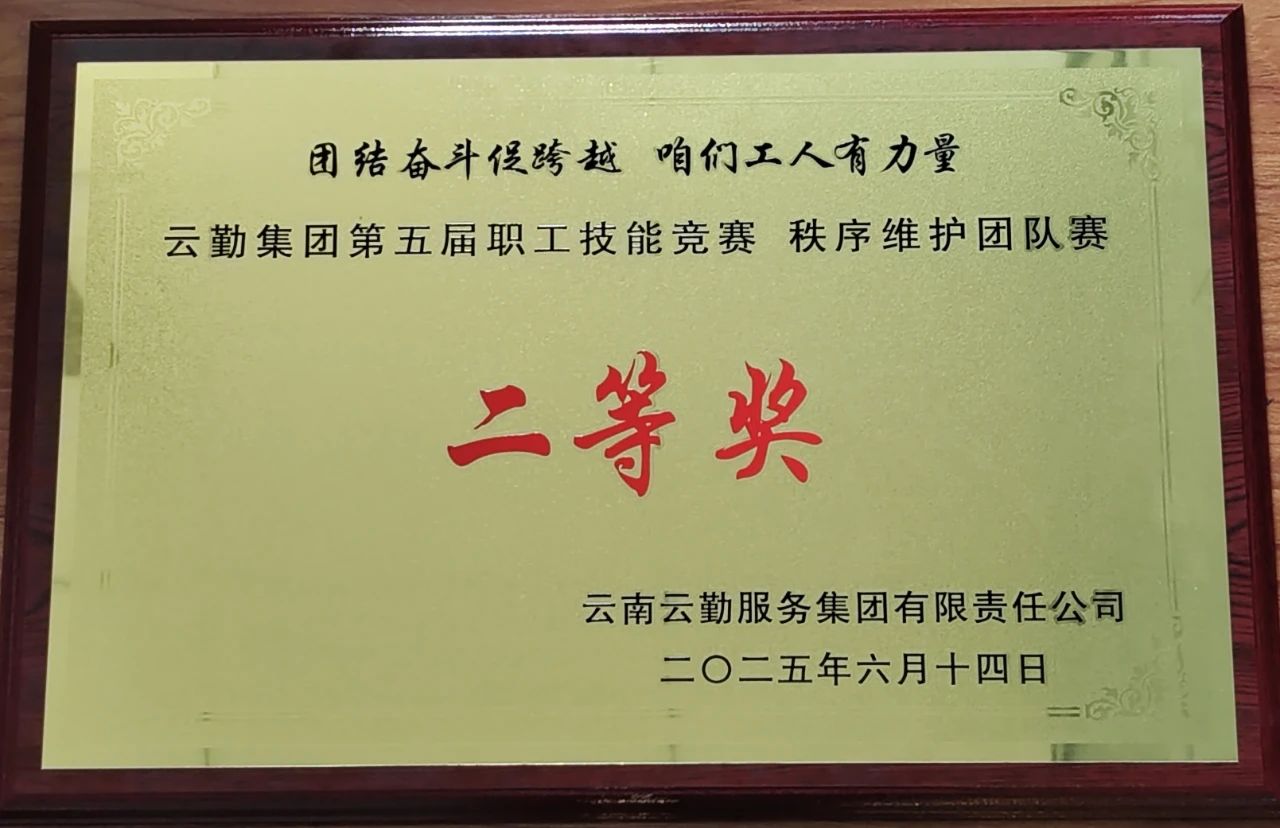 团结奋斗促跨越 咱们工人有力量
云勤集团第五届职工技能竞赛 秩序维护团队赛
二等奖
云南云勤服务集团有限责任公司
二〇二五年六月十四日